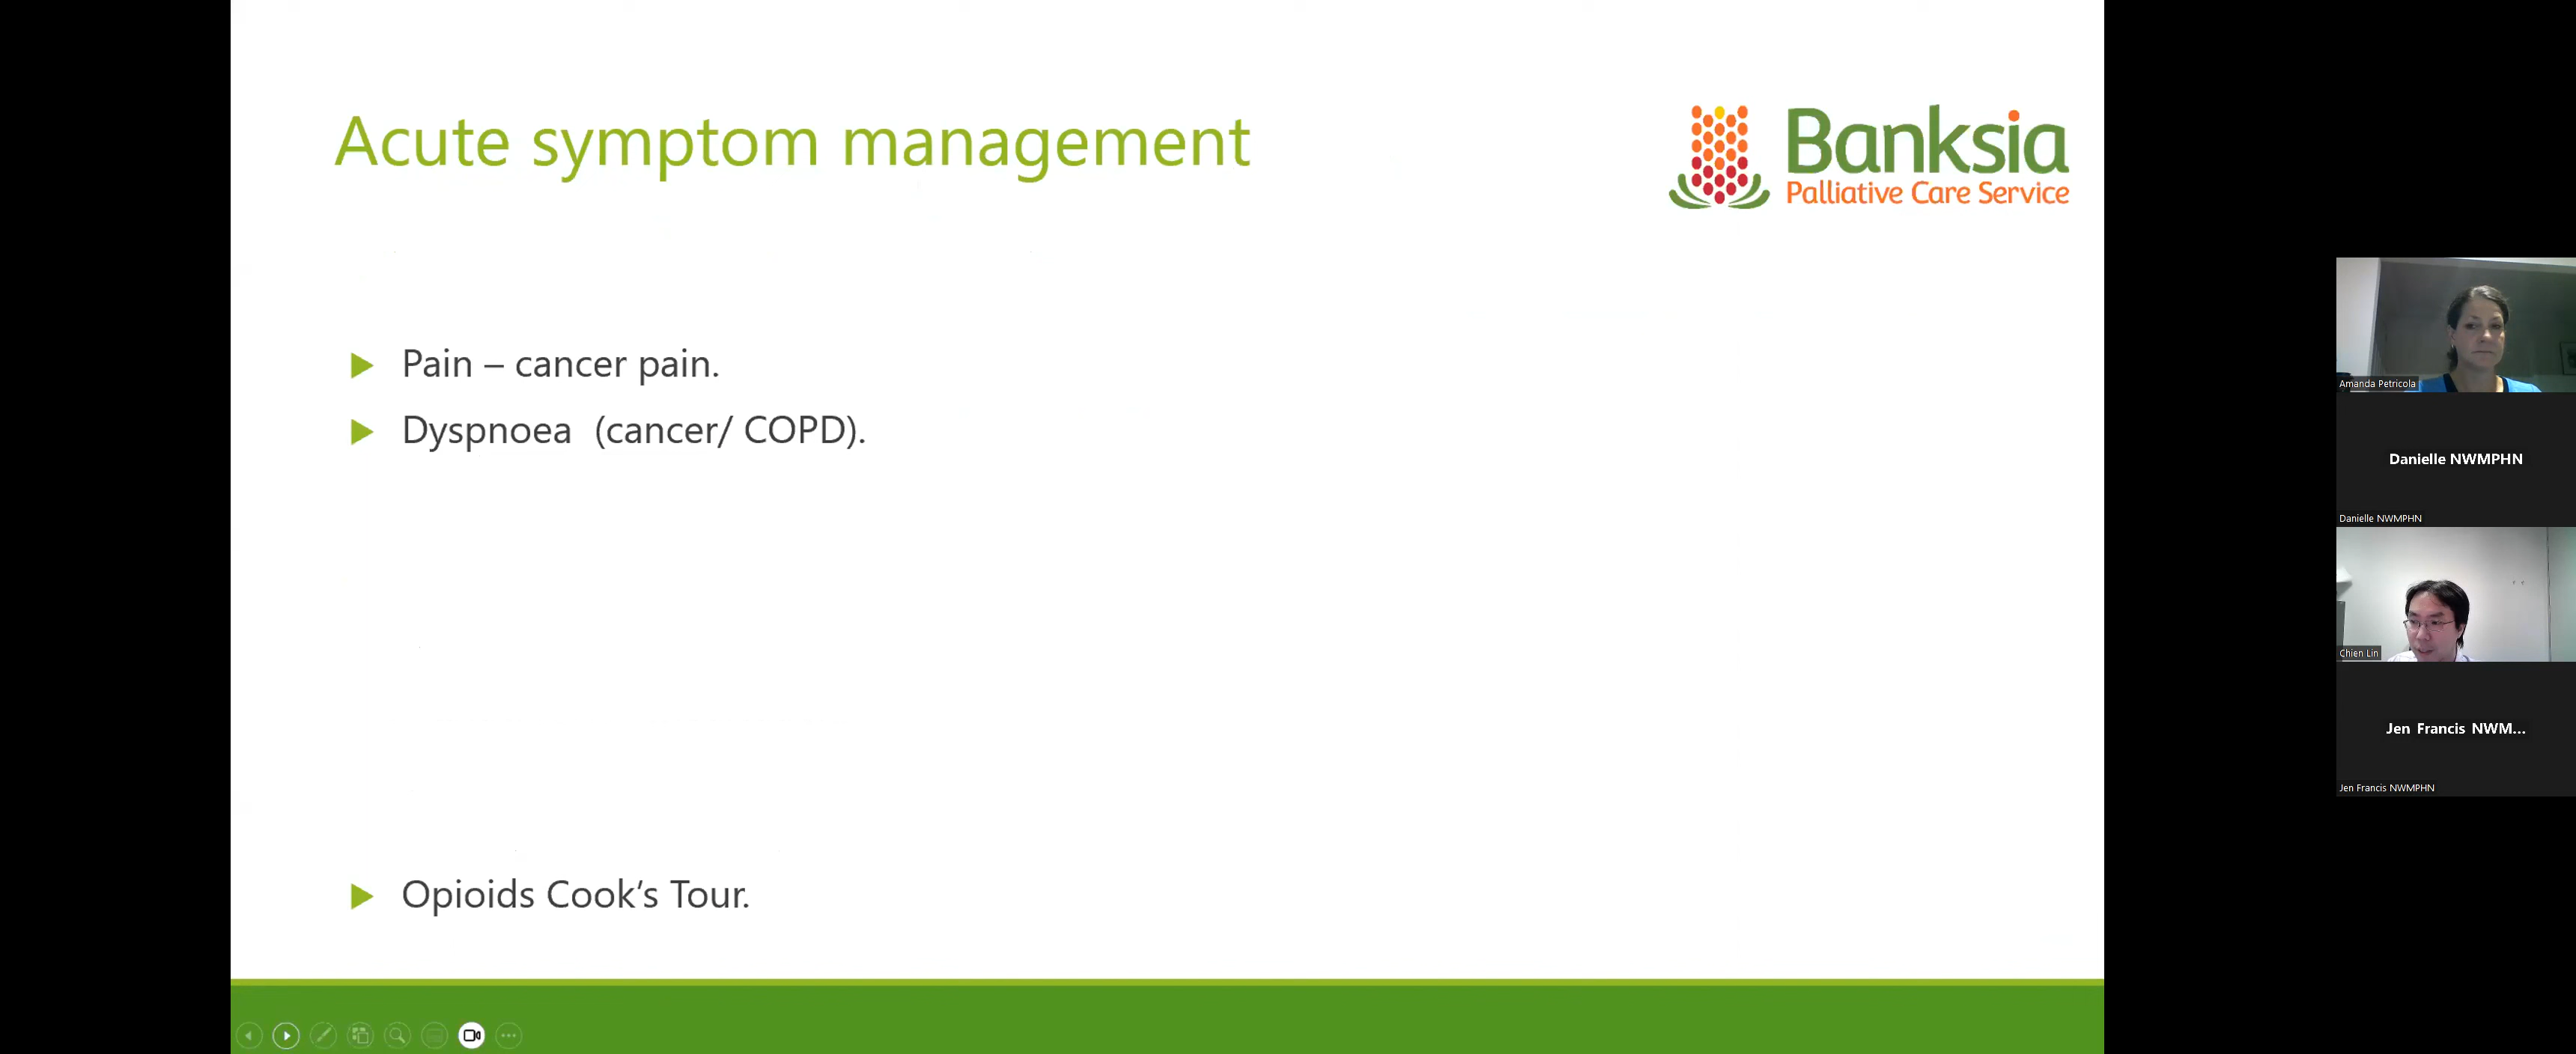 Acute symptom management
Banksia
Palliative Care Service
Pain – cancer pain.
Dyspnoea  (cancer/ COPD).
Opioids Cook's Tour.
Amanda Petricola
Danielle NWMPHN
Danielle NWMPHN
Chien Lin
Jen Francis NWM...
Jen Francis NWMPHN